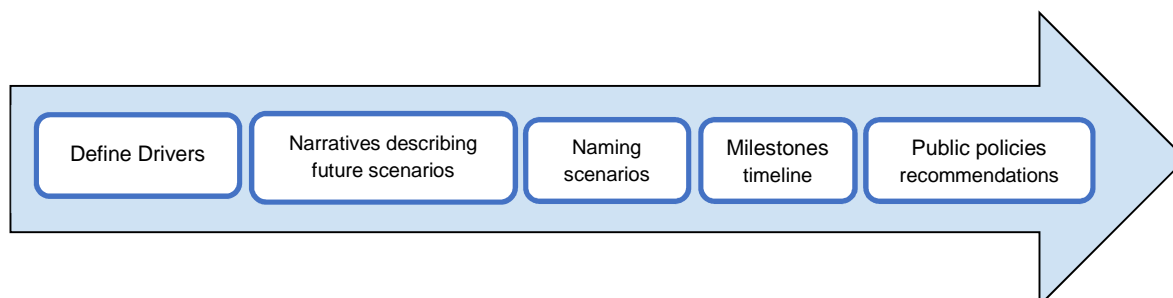 Define Drivers
Narratives describing
future scenarios
Naming
scenarios
Milestones
timeline
Public policies
recommendations